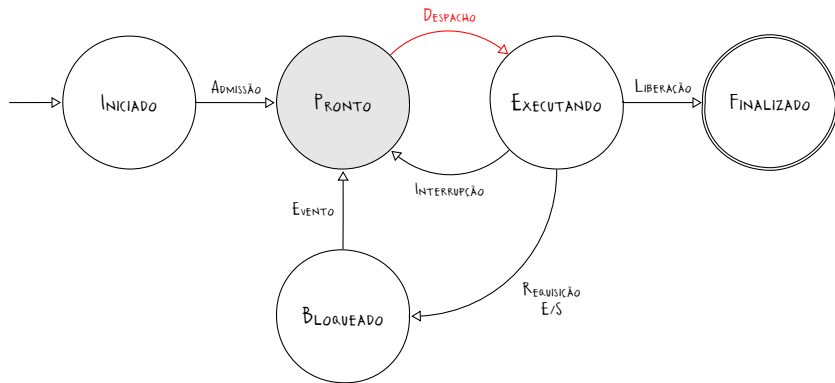 Despacho
Admissão
Liberação
Iniciado
Pronto
Executando
Finalizado
Interrupção
Evento
Requisição
E/S
Bloqueado